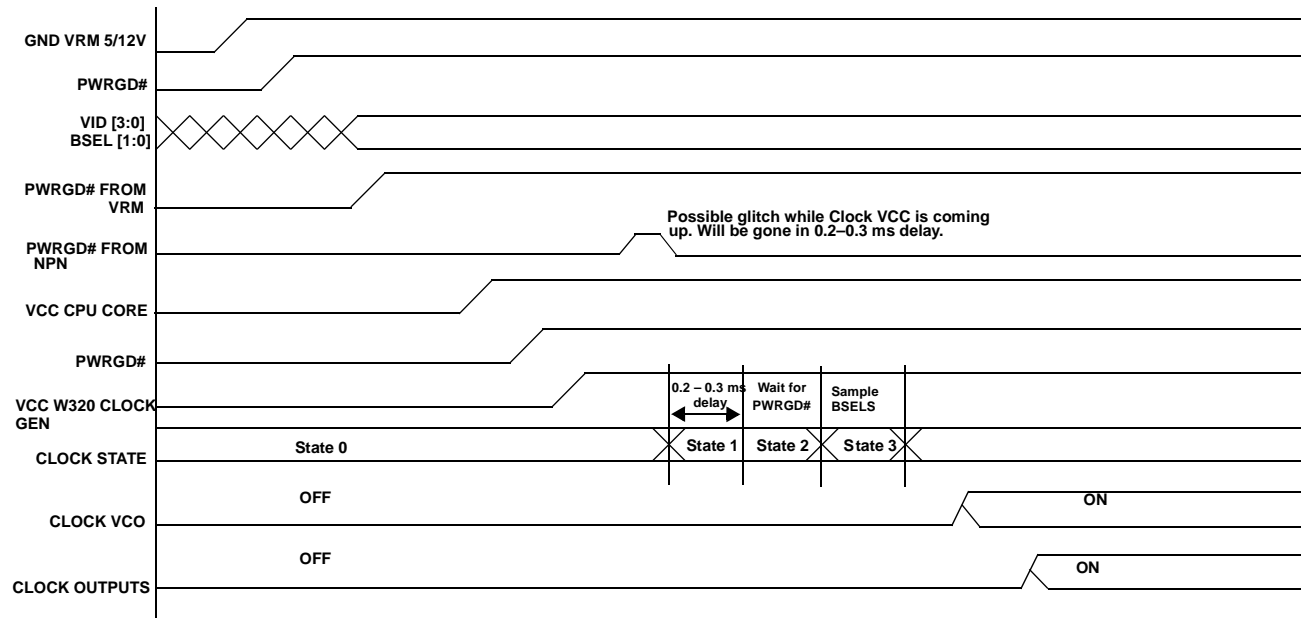 GND VRM 5/12V
PWRGD#
VID [3:0]
BSEL [1:0]
PWRGD# FROM
VRM
Possible glitch while Clock VCC is coming
up. Will be gone in 0.2–0.3 ms delay.
PWRGD# FROM
NPN
VCC CPU CORE
PWRGD#
0.2 – 0.3 ms
delay
Wait for
PWRGD#
Sample
BSELS
VCC W320 CLOCK
GEN
CLOCK STATE
State 0
State 1
State 2
State 3
OFF
ON
CLOCK VCO
OFF
ON
CLOCK OUTPUTS